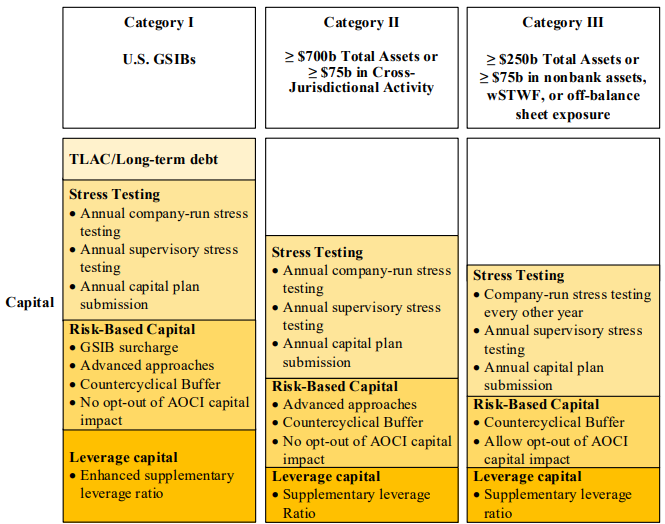 Category I
U.S. GSIBs
Category II
≥ $700b Total Assets or
≥ $75b in Cross-
Jurisdictional Activity
Category III
≥ $250b Total Assets or
≥ $75b in nonbank assets,
wSTWF, or off-balance
sheet exposure
Capital
TLAC/Long-term debt
Stress Testing
• Annual company-run stress
testing
• Annual supervisory stress
testing
• Annual capital plan
submission
Risk-Based Capital
• GSIB surcharge
• Advanced approaches
• Countercyclical Buffer
• No opt-out of AOCI capital
impact
Leverage capital
• Enhanced supplementary
leverage ratio
Stress Testing
• Annual company-run stress
testing
• Annual supervisory stress
testing
• Annual capital plan
submission
Risk-Based Capital
• Advanced approaches
• Countercyclical Buffer
• No opt-out of AOCI capital
impact
Leverage capital
• Supplementary leverage
Ratio
Stress Testing
• Company-run stress testing
every other year
• Annual supervisory stress
testing
• Annual capital plan
submission
Risk-Based Capital
• Countercyclical Buffer
• Allow opt-out of AOCI
capital impact
Leverage capital
• Supplementary leverage
ratio